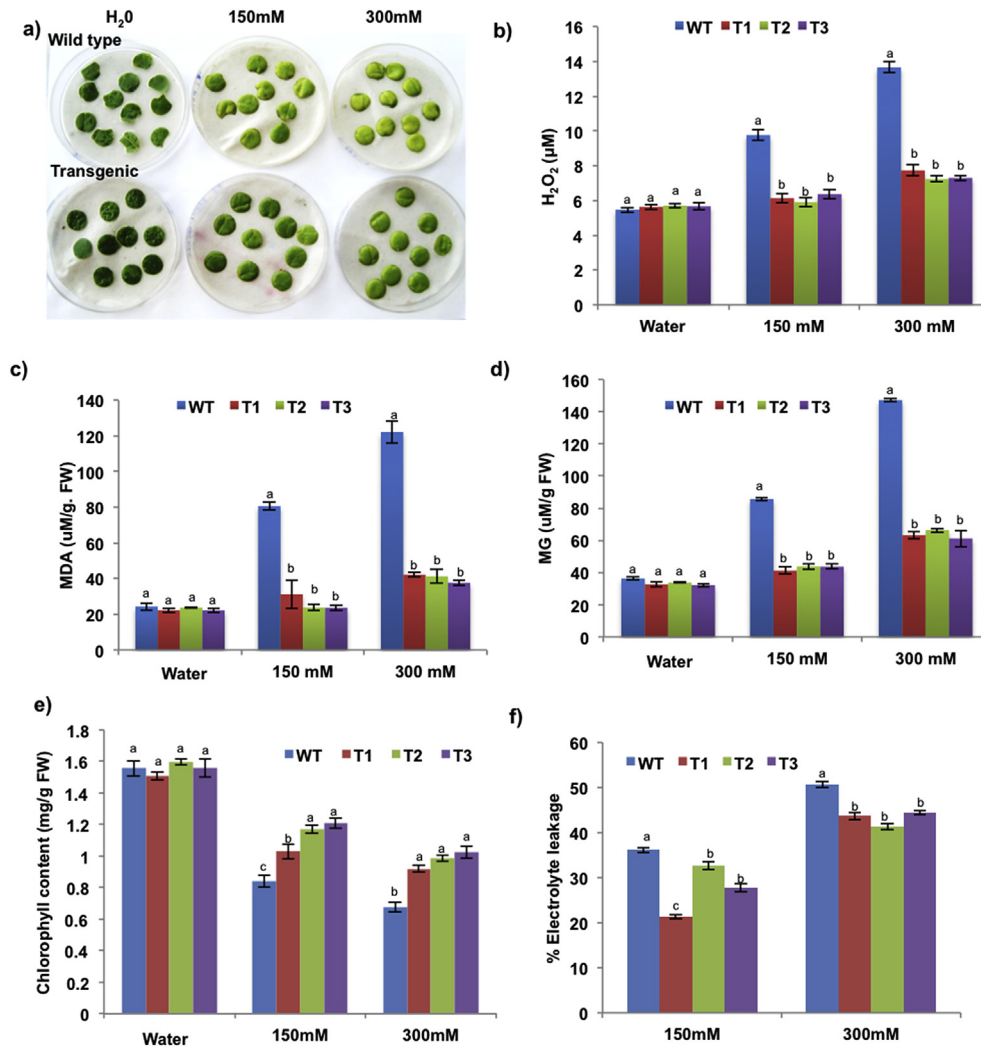 a)
H20
150mM
300mM
Wild type
Transgenic
b)
WT T1 T2 T3
H2O2 (µM)
16
14
12
10
8
6
4
2
0
a a a a
a b b b
a b b b
Water 150 mM 300 mM
c)
WT T1 T2 T3
MDA (uM/g. FW)
140
120
100
80
60
40
20
0
a a a a
a b b b
a b b b
Water 150 mM 300 mM
d)
WT T1 T2 T3
MG (uM/g FW)
160
140
120
100
80
60
40
20
0
a a a a
a b b b
a b b b
Water 150 mM 300 mM
e)
WT T1 T2 T3
Chlorophyll content (mg/g FW)
1.8
1.6
1.4
1.2
1
0.8
0.6
0.4
0.2
0
a a a a
c b a a
b a a a
Water 150mM 300mM
f)
WT T1 T2 T3
% Electrolyte leakage
60
50
40
30
20
10
0
a c b b
a b b b
150mM 300mM